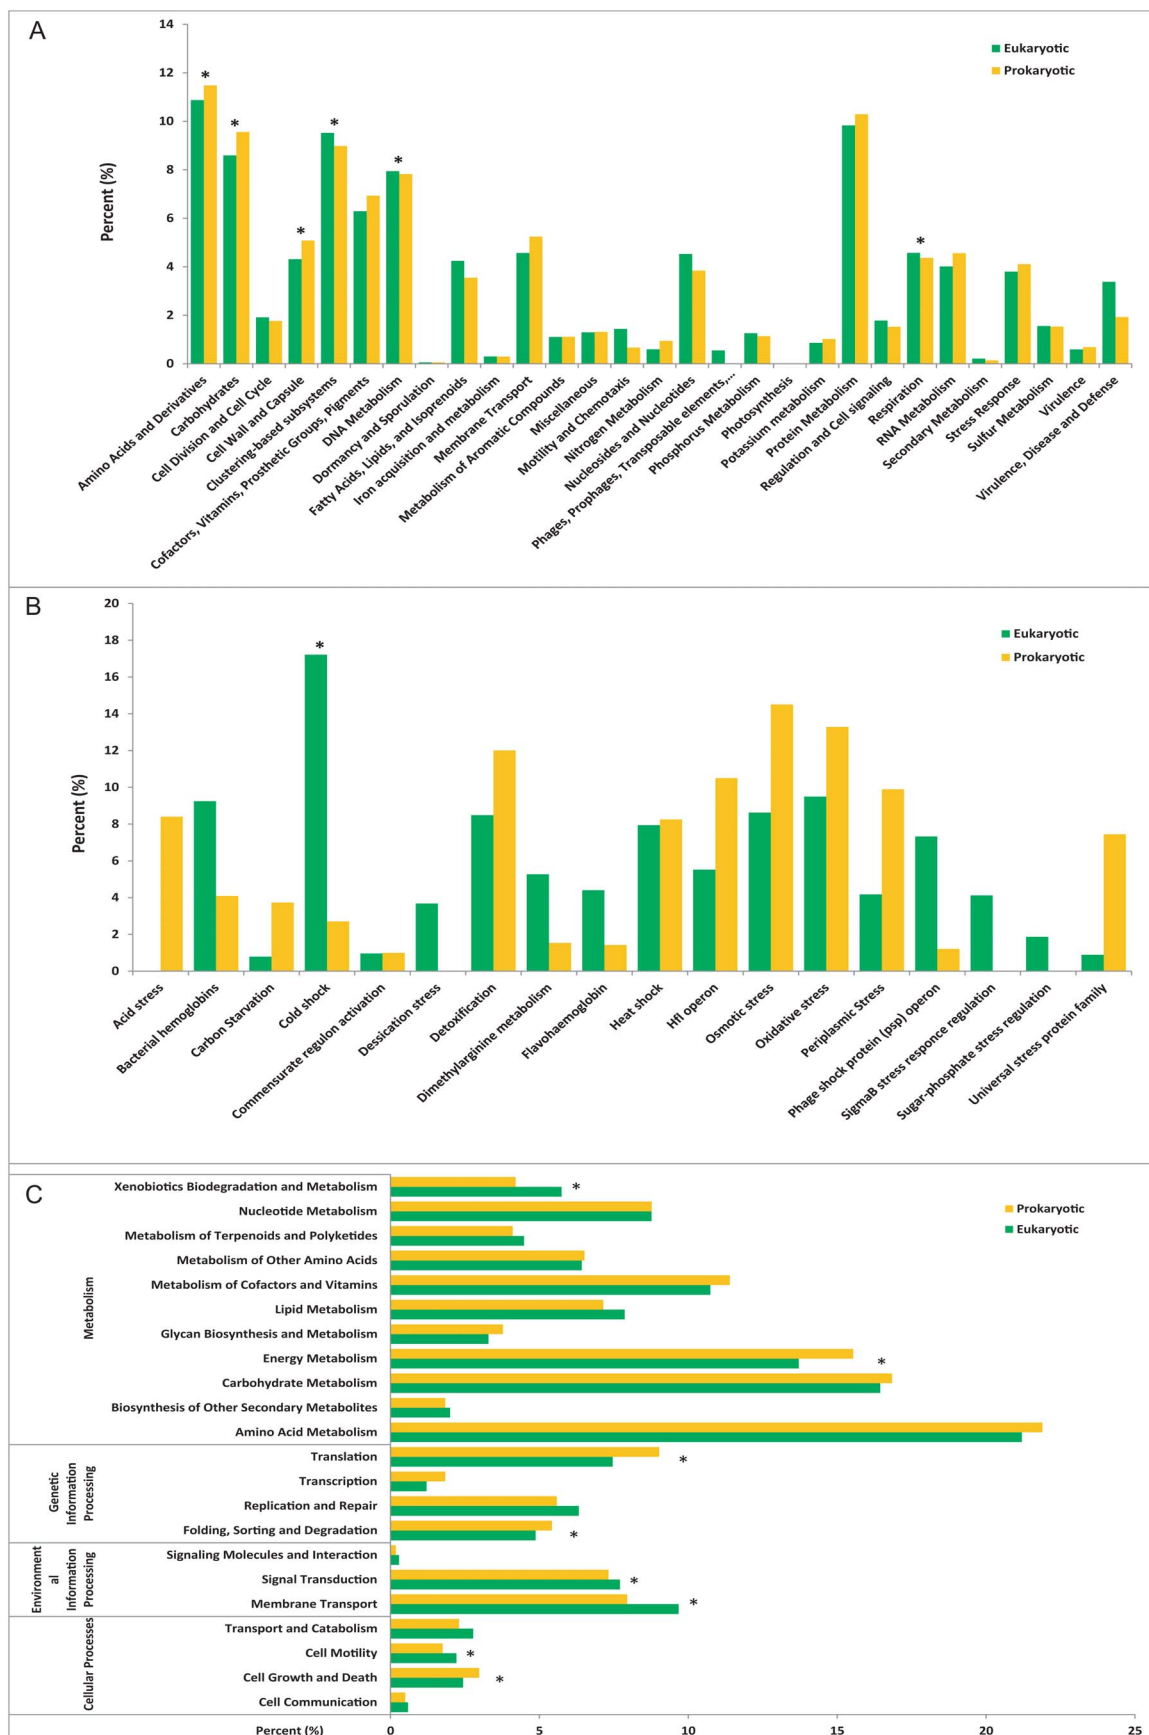 A
14
12
10
8
6
4
2
0
Percent (%)
Eukaryotic
Prokaryotic
*
*
*
*
*
*
Amino Acids and Derivatives
Carbohydrates
Cell Division and Cell Cycle
Cell Wall and Capsule
Clustering-based subsystems
Cofactors, Vitamins, Prosthetic Groups, Pigments
DNA Metabolism
Dormancy and Sporulation
Fatty Acids, Lipids, and Isoprenoids
Iron acquisition and metabolism
Membrane Transport
Metabolism of Aromatic Compounds
Miscellaneous
Motility and Chemotaxis
Nitrogen Metabolism
Nucleosides and Nucleotides
Phages, Prophages, Transposable elements,...
Phosphorus Metabolism
Photosynthesis
Potassium metabolism
Protein Metabolism
Regulation and Cell signaling
Respiration
RNA Metabolism
Secondary Metabolism
Stress Response
Sulfur Metabolism
Virulence
Virulence, Disease and Defense
B
20
18
16
14
12
10
8
6
4
2
0
Percent (%)
Eukaryotic
Prokaryotic
*
Acid stress
Bacterial hemoglobins
Carbon Starvation
Cold shock
Commensurate regulon activation
Dessication stress
Detoxification
Dimethylarginine metabolism
Flavohaemoglobin
Heat shock
Hfl operon
Osmotic stress
Oxidative stress
Periplasmic Stress
Phage shock protein (psp) operon
SigmaB stress responce regulation
Sugar-phosphate stress regulation
Universal stress protein family
C
Prokaryotic
Eukaryotic
Metabolism
Xenobiotics Biodegradation and Metabolism *
Nucleotide Metabolism
Metabolism of Terpenoids and Polyketides
Metabolism of Other Amino Acids
Metabolism of Cofactors and Vitamins
Lipid Metabolism
Glycan Biosynthesis and Metabolism
Energy Metabolism *
Carbohydrate Metabolism
Biosynthesis of Other Secondary Metabolites
Amino Acid Metabolism
Genetic
Information
Processing
Translation *
Transcription
Replication and Repair
Folding, Sorting and Degradation *
Environment
al
Information
Processing
Signaling Molecules and Interaction
Signal Transduction *
Membrane Transport *
Cellular Processes
Transport and Catabolism
Cell Motility *
Cell Growth and Death *
Cell Communication
Percent (%) 0 5 10 15 20 25